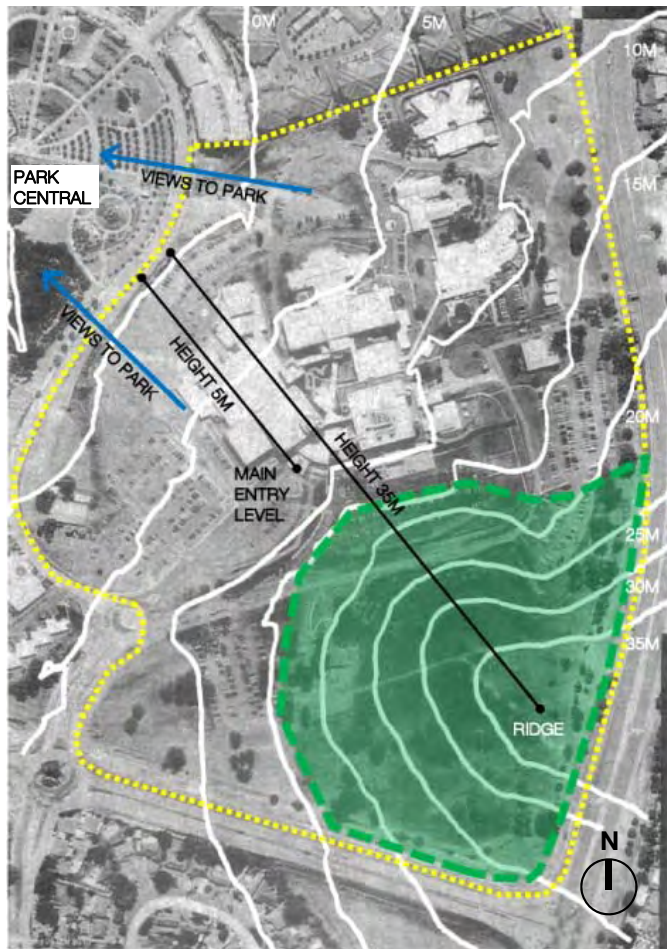 0M
5M
10M
PARK
CENTRAL
VIEWS TO PARK
15M
VIEWS TO PARK
HEIGHT 5M
HEIGHT 35M
20M
MAIN
ENTRY
LEVEL
25M
30M
35M
RIDGE
N